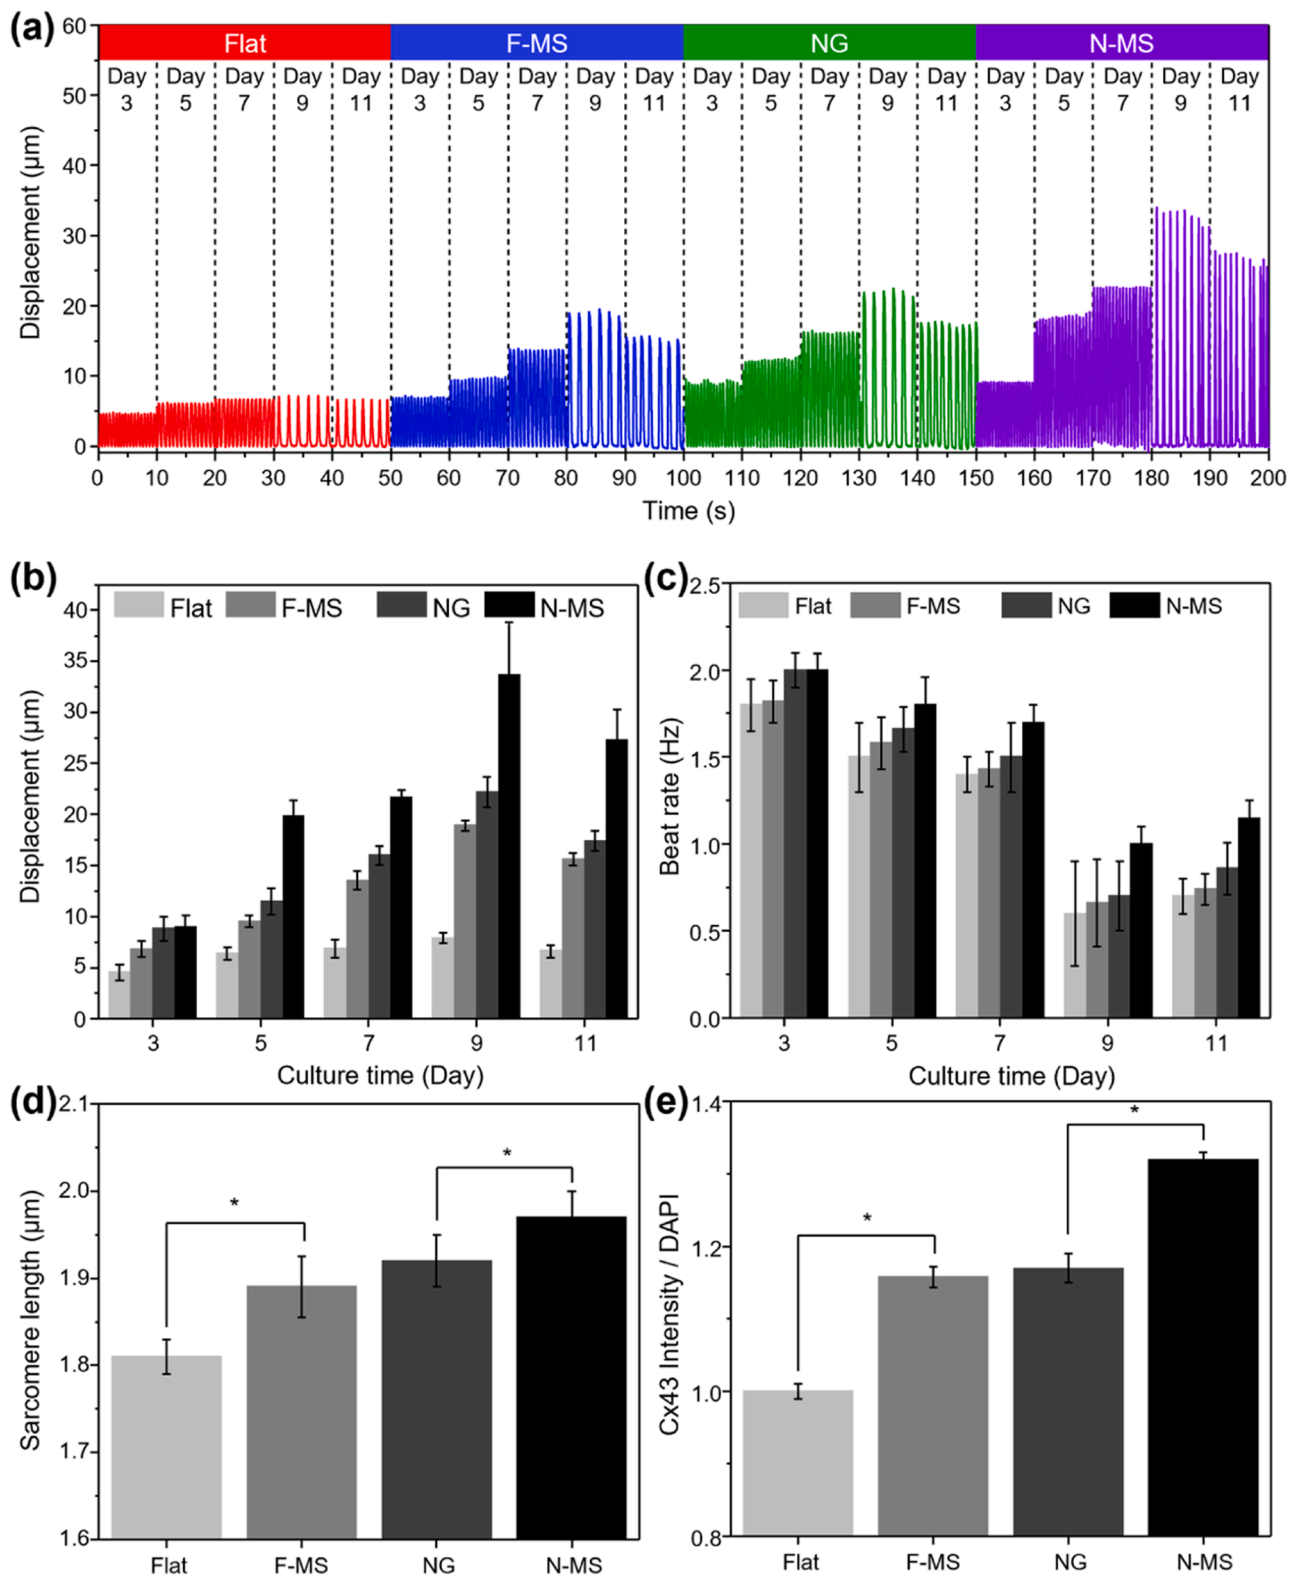 (a)
60
Flat F-MS NG N-MS
Day Day Day Day Day Day Day Day Day Day Day Day Day Day Day Day Day Day Day Day
3 5 7 9 11 3 5 7 9 11 3 5 7 9 11 3 5 7 9 11
50
40
30
20
10
0
Displacement (μm)
0 10 20 30 40 50 60 70 80 90 100 110 120 130 140 150 160 170 180 190 200
Time (s)
(b)
Flat F-MS NG N-MS
40
35
30
25
20
15
10
5
0
Displacement (μm)
3 5 7 9 11
Culture time (Day)
(c)
2.5
Flat F-MS NG N-MS
2.0
1.5
1.0
0.5
0.0
Beat rate (Hz)
3 5 7 9 11
Culture time (Day)
(d)
2.1
2.0
1.9
1.8
1.7
1.6
Sarcomere length (μm)
*
*
Flat F-MS NG N-MS
(e)
1.4
1.2
1.0
0.8
Cx43 Intensity / DAPI
*
*
Flat F-MS NG N-MS